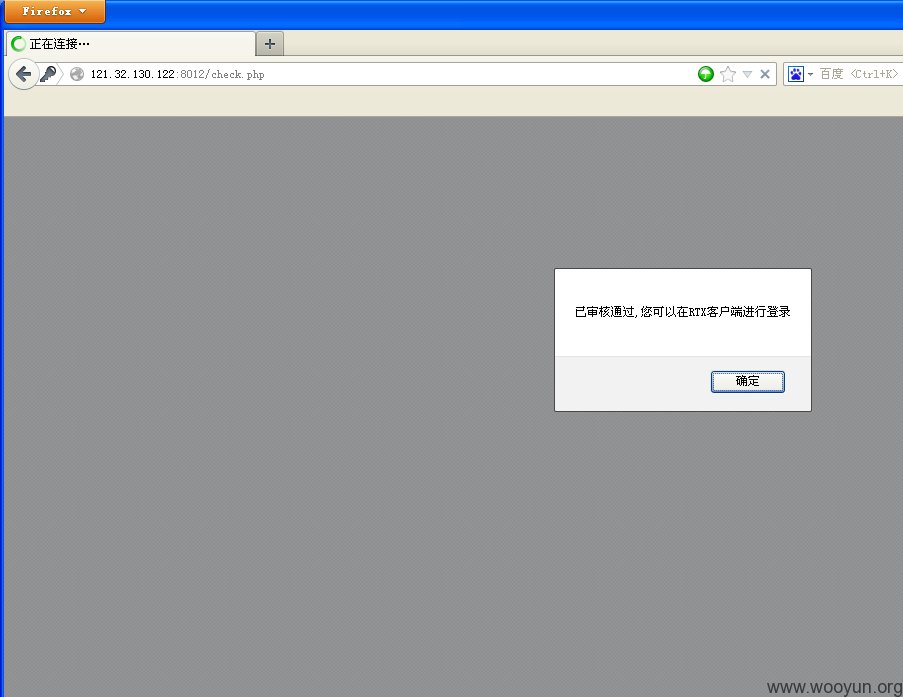 Firefox
正在连接…
121.32.130.122:8012/check.php
百度 <Ctrl+K>
已审核通过,您可以在RTX客户端进行登录
确定
www.wooyun.org